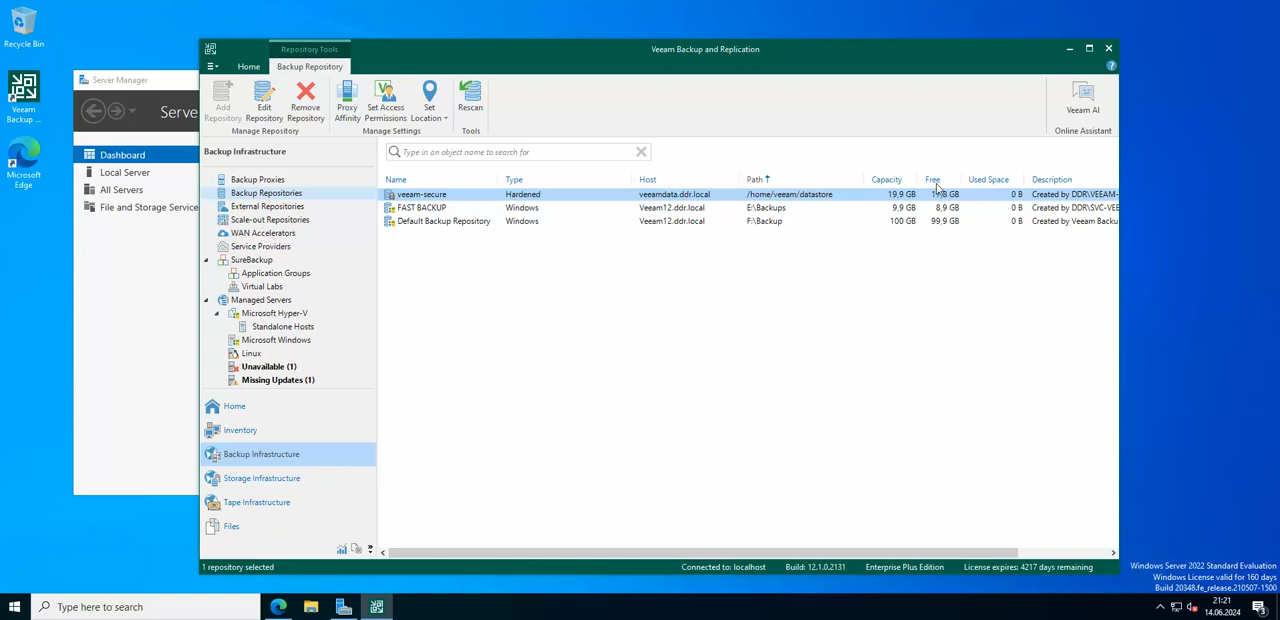 Recycle Bin
Veeam
Backup ...
Microsoft
Edge
Server Manager
Serve
Dashboard
Local Server
All Servers
File and Storage Service
Repository Tools
Veeam Backup and Replication
Home
Backup Repository
Add
Repository
Edit
Repository
Remove
Repository
Manage Repository
Proxy
Affinity
Set Access
Permissions
Set
Location
Manage Settings
Rescan
Tools
Veeam AI
Online Assistant
Backup Infrastructure
Backup Proxies
Backup Repositories
External Repositories
Scale-out Repositories
WAN Accelerators
Service Providers
SureBackup
Application Groups
Virtual Labs
Managed Servers
Microsoft Hyper-V
Standalone Hosts
Microsoft Windows
Linux
Unavailable (1)
Missing Updates (1)
Home
Inventory
Backup Infrastructure
Storage Infrastructure
Tape Infrastructure
Files
Type in an object name to search for
Name Type Host Path Capacity Free Used Space Description
veeam-secure Hardened veeamdata.ddr.local /home/veeam/datastore 19,9 GB GB 0 B Created by DDR\VEEAM-
FAST BACKUP Windows Veeam12.ddr.local E:\Backups 9,9 GB 8,9 GB 0 B Created by DDR\SVC-VEE
Default Backup Repository Windows Veeam12.ddr.local F:\Backup 100 GB 99,9 GB 0 B Created by Veeam Backu
1 repository selected
Connected to: localhost
Build: 12.1.0.2131
Enterprise Plus Edition
License expires: 4217 days remaining
Windows Server 2022 Standard Evaluation
Windows License valid for 160 days
Build 20348.fe_release.210507-1500
Type here to search
21:21
14.06.2024
3